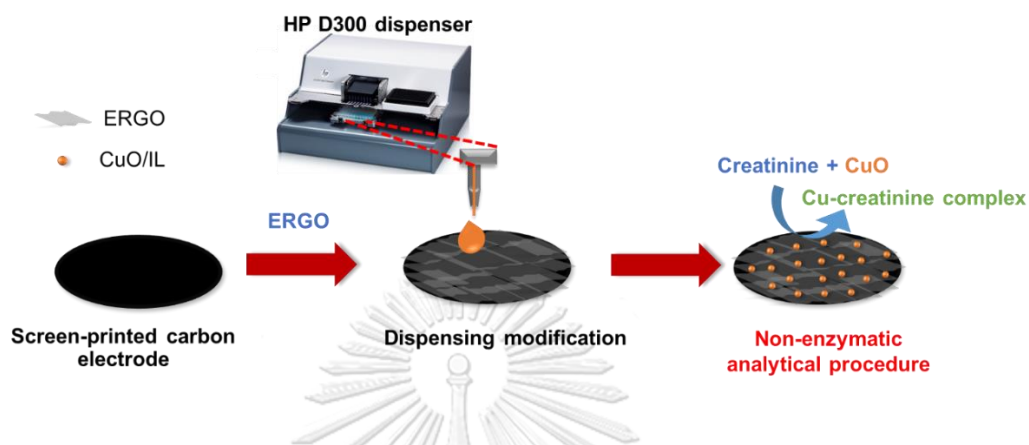 HP D300 dispenser
ERGO
CuO/IL
Creatinine + CuO
Cu-creatinine complex
ERGO
Screen-printed carbon
electrode
Dispensing modification
Non-enzymatic
analytical procedure